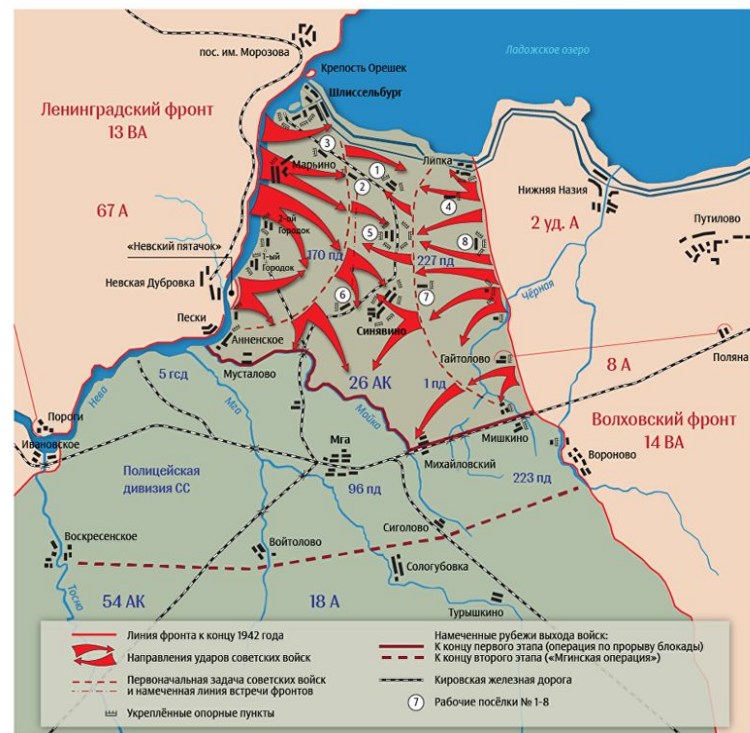 пос. им. Морозова
Ладожское озеро
Крепость Орешек
Шлиссельбург
Ленинградский фронт
13 ВА
3
Марьино
1
2
Липка
4
Нижняя Назия
67 А
2 уд. А
Путилово
2-ой
Городок
5
8
«Невский пятачок»
170 пд
227 пд
1-ый
Городок
Невская Дубровка
6
7
Чёрная
Пески
Синявино
Анненское
Гайтолово
Поляна
8 А
Мусталово
5 гсд
26 АК
1 пд
Нева
Мга
Мойка
Волховский фронт
14 ВА
Пороги
Ивановское
Мишкино
Мга
Михайловский
Вороново
Полицейская
дивизия СС
96 пд
223 пд
Сиголово
Воскресенское
Войтолово
Сологубовка
Тосна
54 АК
18 А
Турышкино
Линия фронта к концу 1942 года
Направления ударов советских войск
Первоначальная задача советских войск
и намеченная линия встречи фронтов
Укреплённые опорные пункты
Намеченные рубежи выхода войск:
К концу первого этапа (операция по прорыву блокады)
К концу второго этапа («Мгинская операция»)
Кировская железная дорога
7
Рабочие посёлки № 1-8